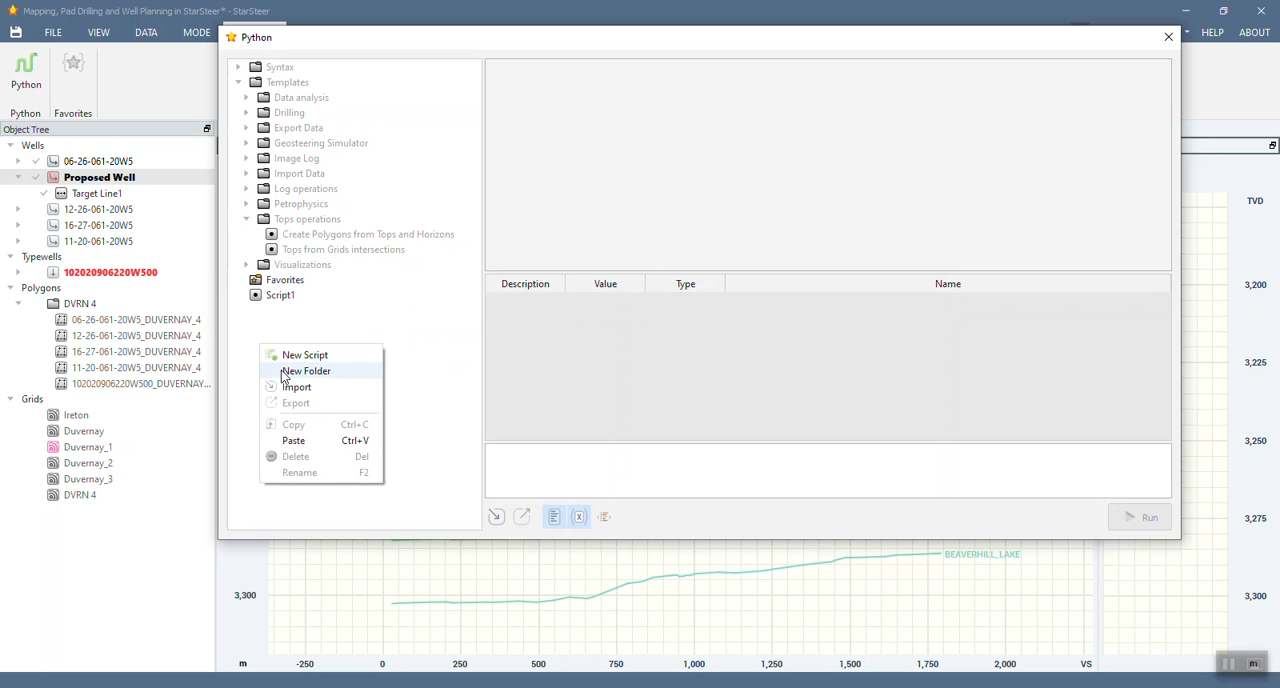 Mapping, Pad Drilling and Well Planning in StarSteer* - StarSteer
FILE VIEW DATA MODE HELP ABOUT
Python
Python Favorites
Object Tree
Wells
06-26-061-20W5
Proposed Well
Target Line1
12-26-061-20W5
16-27-061-20W5
11-20-061-20W5
Typewells
102020906220W500
Polygons
DVRN 4
06-26-061-20W5_DUVERNAY_4
12-26-061-20W5_DUVERNAY_4
16-27-061-20W5_DUVERNAY_4
11-20-061-20W5_DUVERNAY_4
102020906220W500_DUVERNAY...
Grids
Ireton
Duvernay
Duvernay_1
Duvernay_2
Duvernay_3
DVRN 4
Python
Syntax
Templates
Data analysis
Drilling
Export Data
Geosteering Simulator
Image Log
Import Data
Log operations
Petrophysics
Tops operations
Create Polygons from Tops and Horizons
Tops from Grids intersections
Visualizations
Favorites
Script1
New Script
New Folder
Import
Export
Copy Ctrl+C
Paste Ctrl+V
Delete Del
Rename F2
Description Value Type Name
Run
TVD
3,200
3,225
3,250
3,275
3,300
BEAVERHILL_LAKE
3,300
m -250 0 250 500 750 1,000 1,250 1,500 1,750 2,000 VS
m